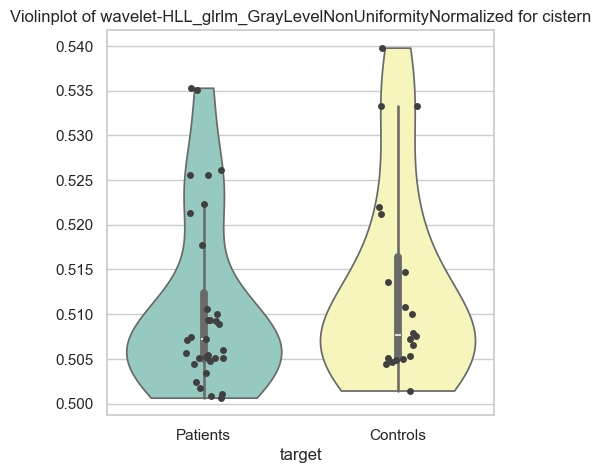 Violinplot of wavelet-HLL_glrlm_GrayLevelNonUniformityNormalized for cistern
0.540
0.535
0.530
0.525
0.520
0.515
0.510
0.505
0.500
Patients
Controls
target